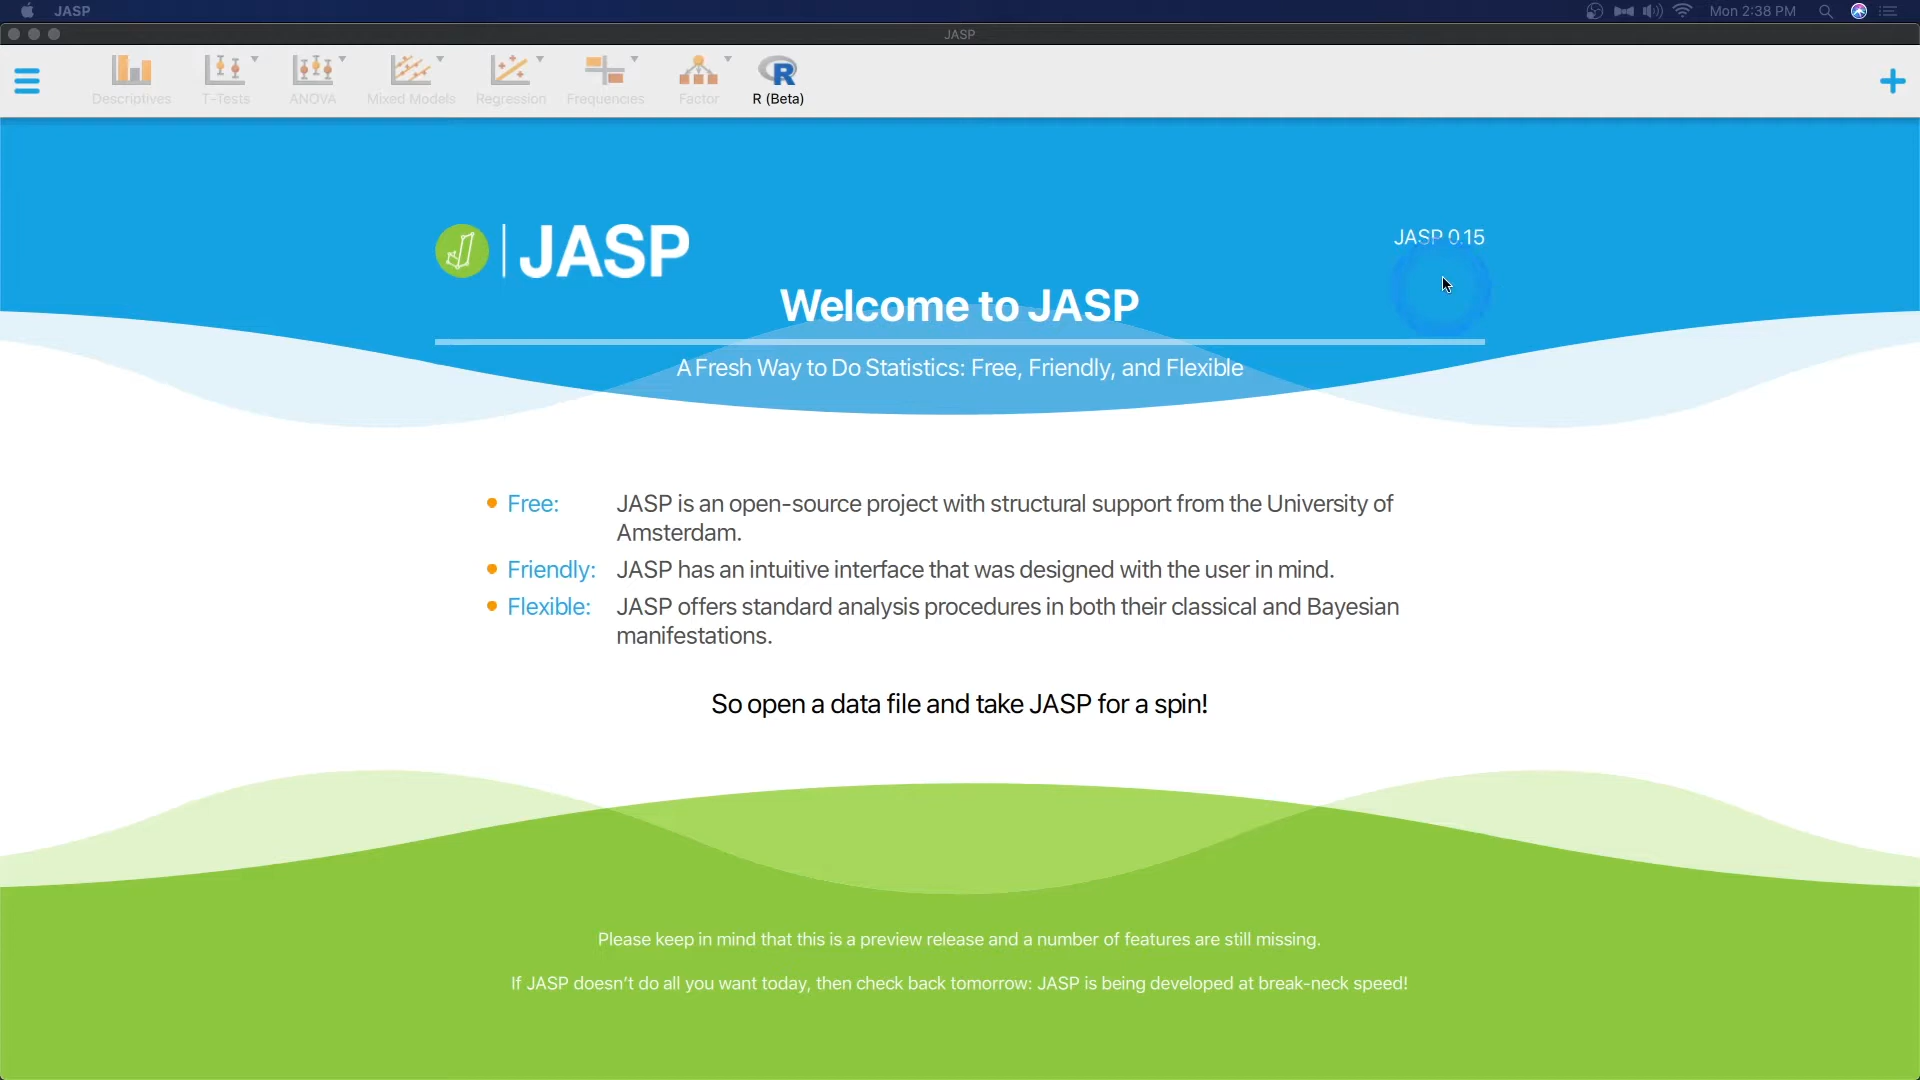 JASP
Mon 2:38 PM
JASP
Descriptives
T-Tests
ANOVA
Mixed Models
Regression
Frequencies
Factor
R (Beta)
JASP
JASP 0.15
Welcome to JASP
A Fresh Way to Do Statistics: Free, Friendly, and Flexible
Free: JASP is an open-source project with structural support from the University of
Amsterdam.
Friendly: JASP has an intuitive interface that was designed with the user in mind.
Flexible: JASP offers standard analysis procedures in both their classical and Bayesian
manifestations.
So open a data file and take JASP for a spin!
Please keep in mind that this is a preview release and a number of features are still missing.
If JASP doesn't do all you want today, then check back tomorrow: JASP is being developed at break-neck speed!